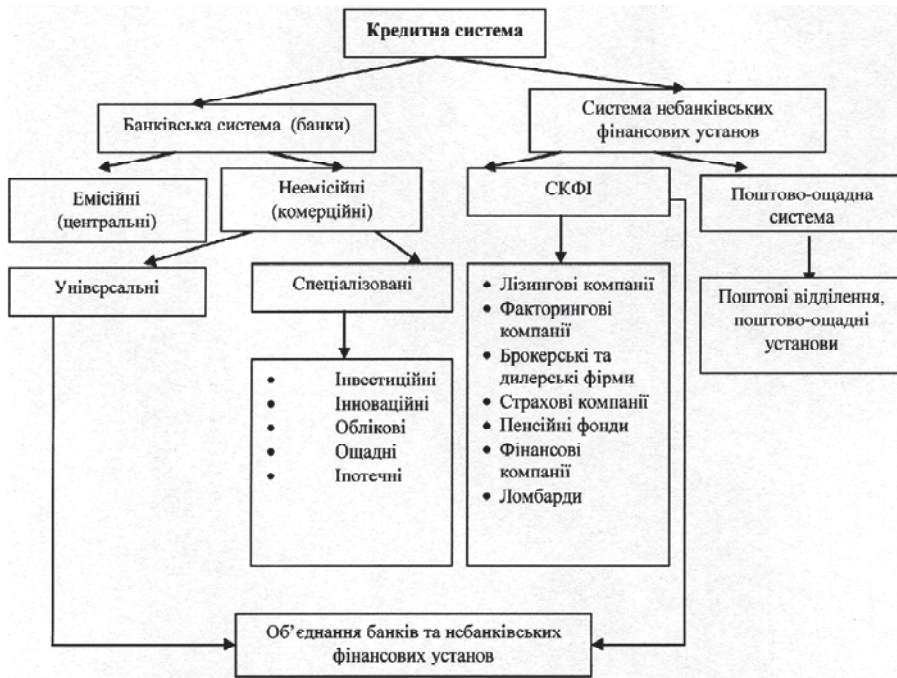 Кредитна система
Банківська система (банки)
Система небанківських
фінансових установ
Емісійні
(центральні)
Неемісійні
(комерційні)
СКФІ
Поштово-ощадна
система
Універсальні
Спеціалізовані
• Інвестиційні
• Інноваційні
• Облікові
• Ощадні
• Іпотечні
• Лізингові компанії
• Факторингові
компанії
• Брокерські та
дилерські фірми
• Страхові компанії
• Пенсійні фонди
• Фінансові
компанії
• Ломбарди
Поштові відділення,
поштово-ощадні
установи
Об’єднання банків та небанківських
фінансових установ